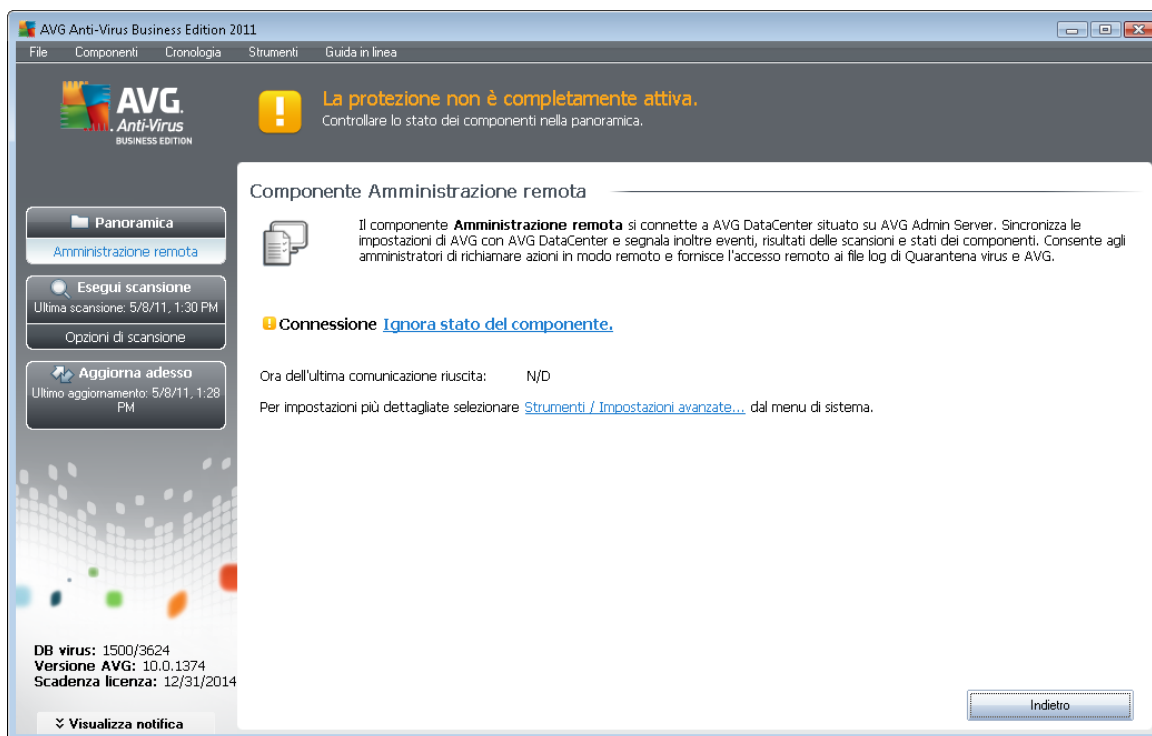 AVG Anti-Virus Business Edition 2011
File Componenti Cronologia Strumenti Guida in linea
AVG.
Anti-Virus
BUSINESS EDITION
La protezione non è completamente attiva.
Controllare lo stato dei componenti nella panoramica.
Panoramica
Amministrazione remota
Esegui scansione
Ultima scansione: 5/8/11, 1:30 PM
Opzioni di scansione
Aggiorna adesso
Ultimo aggiornamento: 5/8/11, 1:28
PM
DB virus: 1500/3624
Versione AVG: 10.0.1374
Scadenza licenza: 12/31/2014
Visualizza notifica
Componente Amministrazione remota
Il componente Amministrazione remota si connette a AVG DataCenter situato su AVG Admin Server. Sincronizza le
impostazioni di AVG con AVG DataCenter e segnala inoltre eventi, risultati delle scansioni e stati dei componenti. Consente agli
amministratori di richiamare azioni in modo remoto e fornisce l'accesso remoto ai file log di Quarantena virus e AVG.
Connessione Ignora stato del componente.
Ora dell'ultima comunicazione riuscita: N/D
Per impostazioni più dettagliate selezionare Strumenti / Impostazioni avanzate... dal menu di sistema.
Indietro